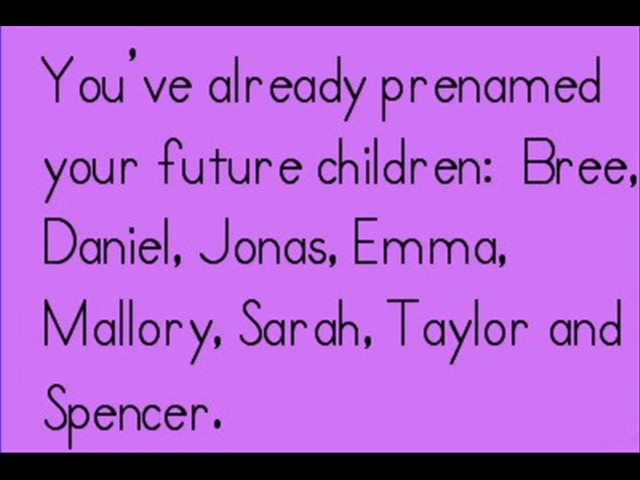 You've already prenamed
your future children:  Bree,
Daniel, Jonas, Emma,
Mallory, Sarah, Taylor and
Spencer.